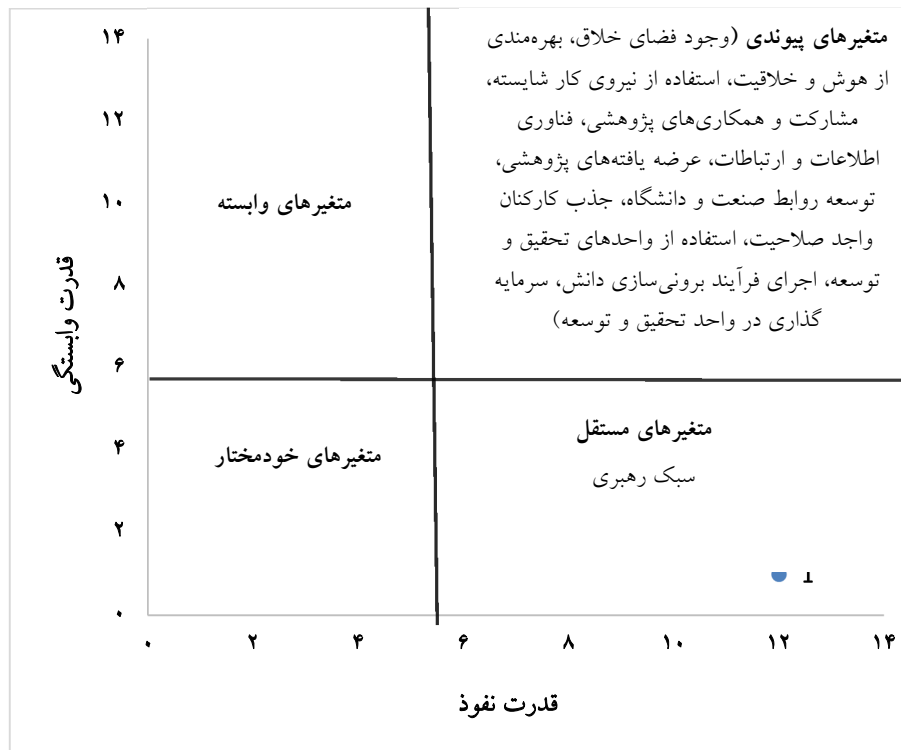 متغیرهای پیوندی (وجود فضای خلاق، بهره‌مندی
از هوش و خلاقیت، استفاده از نیروی کار شایسته،
مشارکت و همکاری‌های پژوهشی، فناوری
اطلاعات و ارتباطات، عرضه یافته‌های پژوهشی،
توسعه روابط صنعت و دانشگاه، جذب کارکنان
واجد صلاحیت، استفاده از واحدهای تحقیق و
توسعه، اجرای فرآیند برونی‌سازی دانش، سرمایه
گذاری در واحد تحقیق و توسعه)
متغیرهای وابسته
متغیرهای مستقل
سبک رهبری
متغیرهای خودمختار
قدرت وابستگی
۱۴
۱۲
۱۰
۸
۶
۴
۲
۰
۰ ۲ ۴ ۶ ۸ ۱۰ ۱۲ ۱۴
قدرت نفوذ